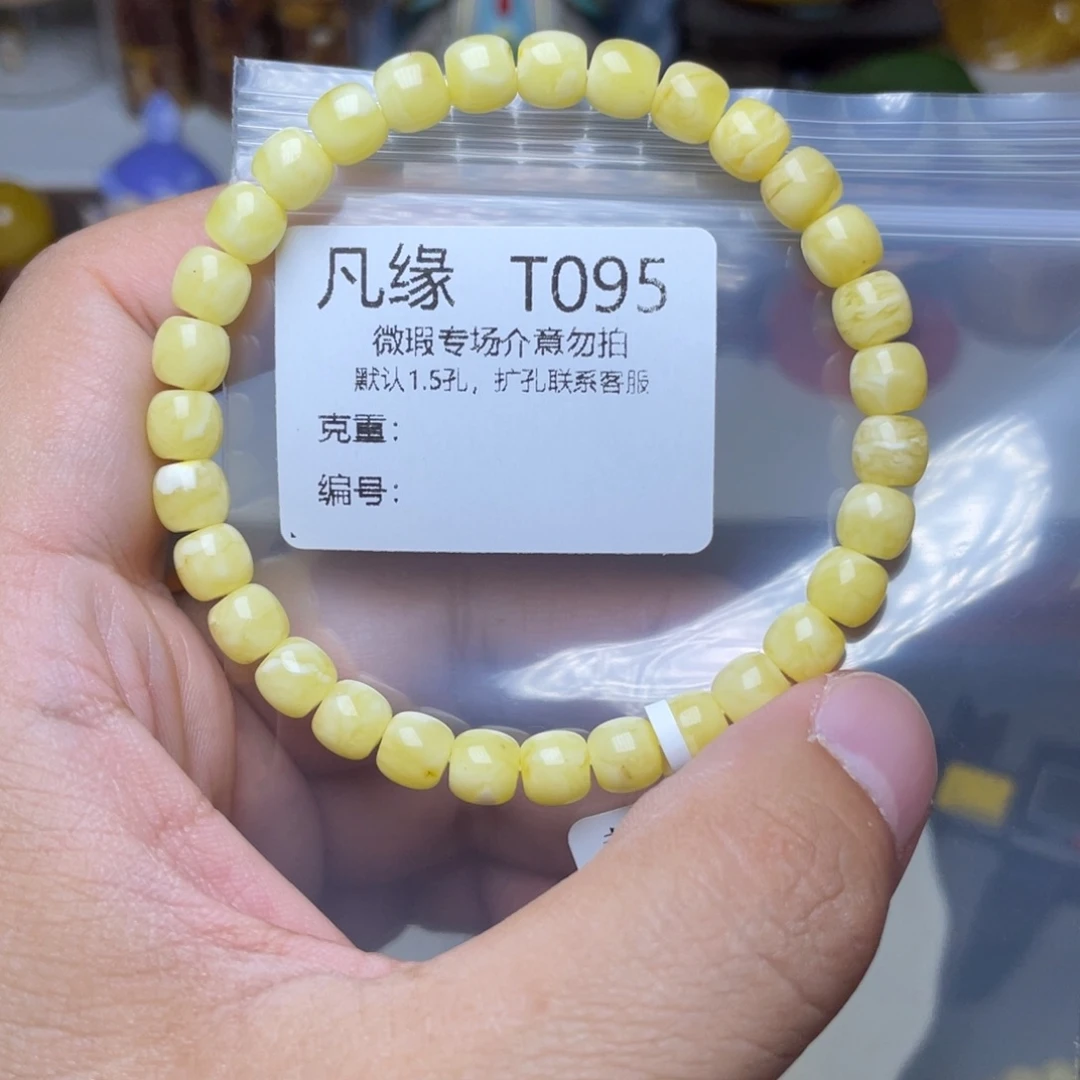 凡缘 T095
微瑕专场介意勿拍
默认1.5孔，扩孔联系客服
克重：
编号：